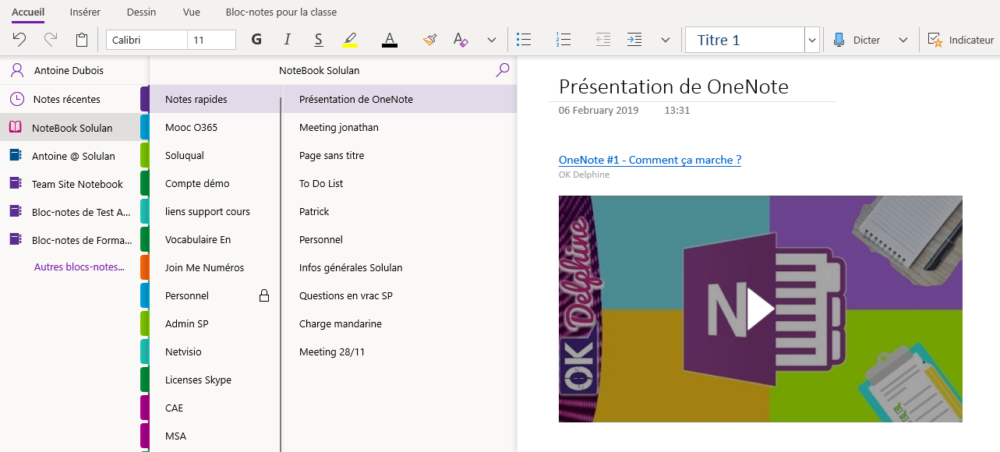 Accueil Insérer Dessin Vue Bloc-notes pour la classe
Calibri 11 G I S A A Titre 1 Dicter Indicateur
Antoine Dubois
Notes récentes
NoteBook Solulan
Antoine @ Solulan
Team Site Notebook
Bloc-notes de Test A...
Bloc-notes de Forma...
Autres blocs-notes...
NoteBook Solulan
Notes rapides
Mooc O365
Soluqual
Compte démo
liens support cours
Vocabulaire En
Join Me Numéros
Personnel
Admin SP
Netvisio
Licenses Skype
CAE
MSA
Présentation de OneNote
Meeting jonathan
Page sans titre
To Do List
Patrick
Personnel
Infos générales Solulan
Questions en vrac SP
Charge mandarine
Meeting 28/11
Présentation de OneNote
06 February 2019 13:31
OneNote #1 - Comment ça marche ?
OK Delphine
OK Delphine
N